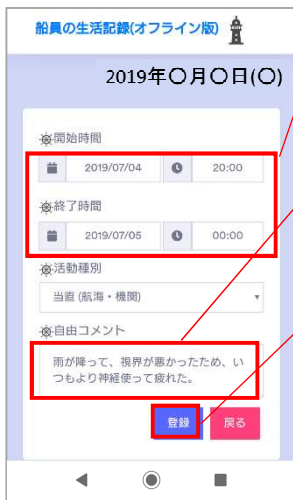 船員の生活記録(オフライン版)
2019年〇月〇日(〇)
開始時間
2019/07/04 20:00
終了時間
2019/07/05 00:00
活動種別
当直 (航海・機関)
自由コメント
雨が降って、視界が悪かったため、い
つもより神経使って疲れた。
登録 戻る